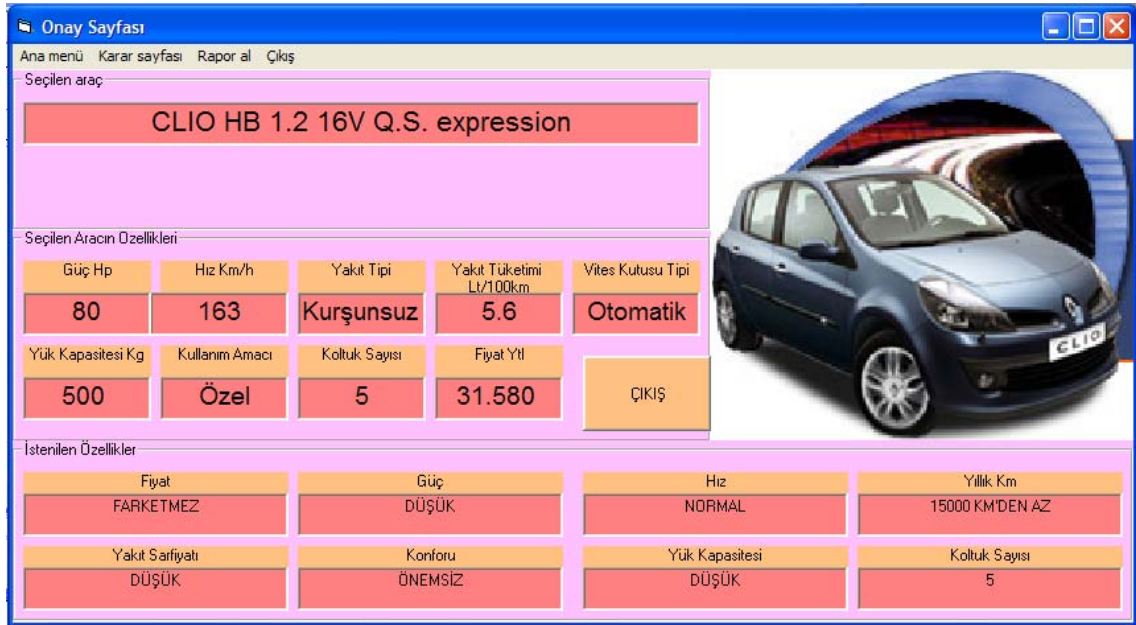 Onay Sayfası
Ana menü Karar sayfası Rapor al Çıkış
Seçilen araç
CLIO HB 1.2 16V Q.S. expression
Seçilen Aracın Özellikleri
Güç Hp Hız Km/h Yakıt Tipi Yakıt Tüketimi Lt/100km Vites Kutusu Tipi
80 163 Kurşunsuz 5.6 Otomatik
Yük Kapasitesi Kg Kullanım Amacı Koltuk Sayısı Fiyat Ytl
500 Özel 5 31.580 ÇIKIŞ
CLIO
İstenilen Özellikler
Fiyat Güç Hız Yıllık Km
FARKETMEZ DÜŞÜK NORMAL 15000 KM'DEN AZ
Yakıt Sarfiyatı Konforu Yük Kapasitesi Koltuk Sayısı
DÜŞÜK ÖNEMSİZ DÜŞÜK 5